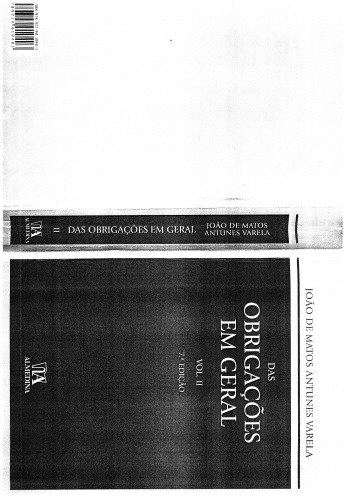 II
DAS OBRIGAÇÕES EM GERAL
JOÃO DE MATOS
ANTUNES VARELA
ALMEDINA
JOÃO DE MATOS ANTUNES VARELA
DAS
OBRIGAÇÕES
EM GERAL
VOL. II
7.ª EDIÇÃO
ALMEDINA